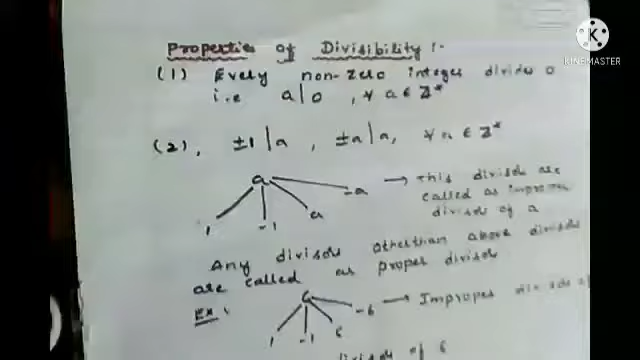 Properties of Divisibility :-
(1) Every non-zero integer divides 0
i.e a|0 , ∀ a ∈ Z*
(2), ±1|a , ±a|a, ∀ a ∈ Z*
a
1 -1 a -a → This divisors are
called as improper
divisor of a
Any divisors other than above divisors
are called as proper divisors
Ex:
6
1 -1 6 -6 → Improper divisors of
divisors of 6
KINEMASTER